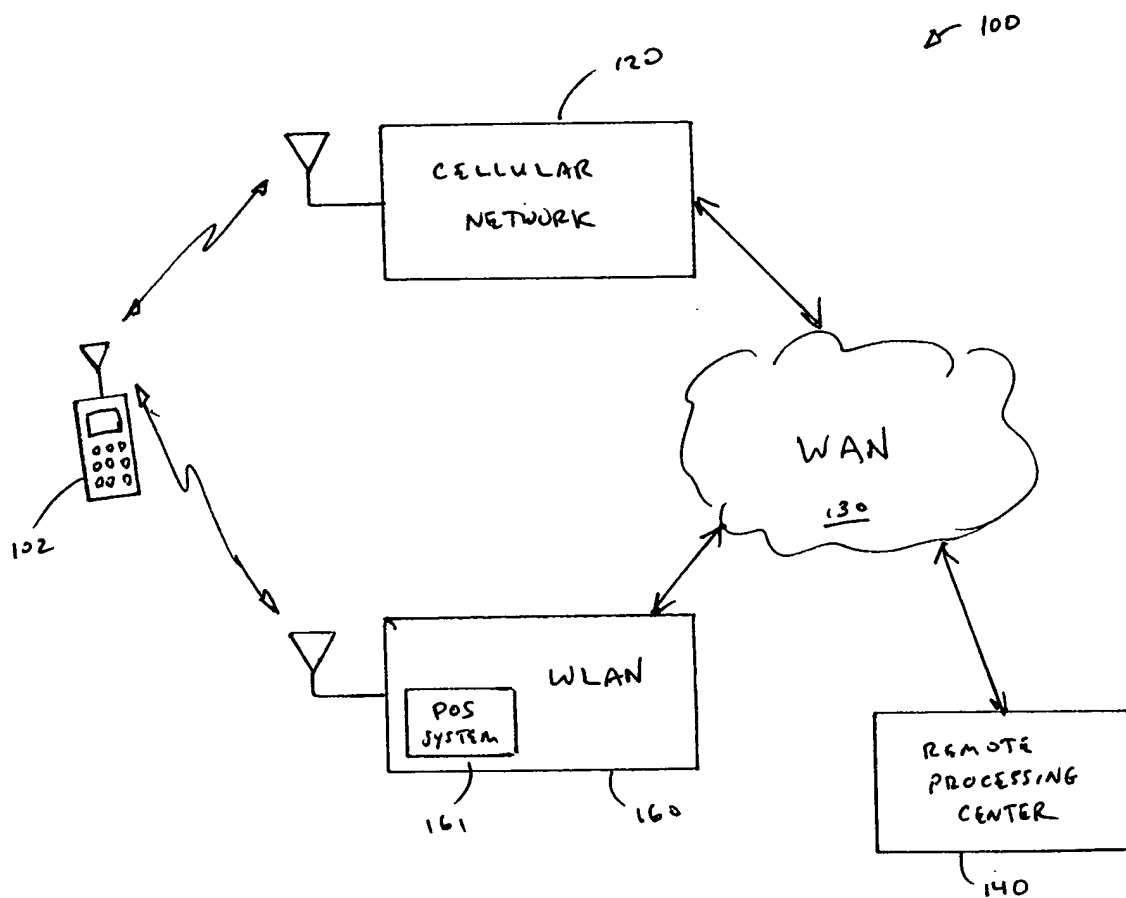 100
120
CELLULAR
NETWORK
WAN
130
102
WLAN
POS
SYSTEM
161
160
REMOTE
PROCESSING
CENTER
140